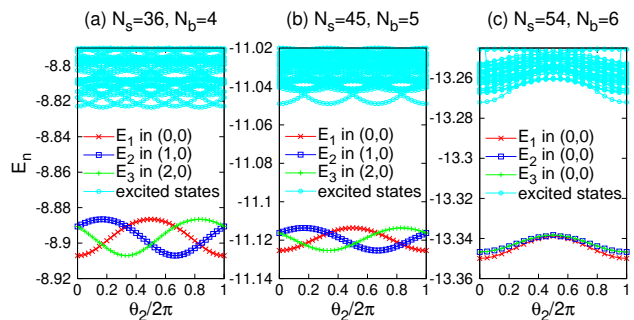 (a) N_s=36, N_b=4
(b) N_s=45, N_b=5
(c) N_s=54, N_b=6
E_n
-8.8
-8.82
-8.84
-8.86
-8.88
-8.9
-8.92
E_1 in (0,0)
E_2 in (1,0)
E_3 in (2,0)
excited states
0 0.2 0.4 0.6 0.8 1
θ_2/2π
-11.02
-11.04
-11.06
-11.08
-11.1
-11.12
-11.14
E_1 in (0,0)
E_2 in (1,0)
E_3 in (2,0)
excited states
0 0.2 0.4 0.6 0.8 1
θ_2/2π
-13.26
-13.28
-13.3
-13.32
-13.34
-13.36
E_1 in (0,0)
E_2 in (0,0)
E_3 in (0,0)
excited states
0 0.2 0.4 0.6 0.8 1
θ_2/2π